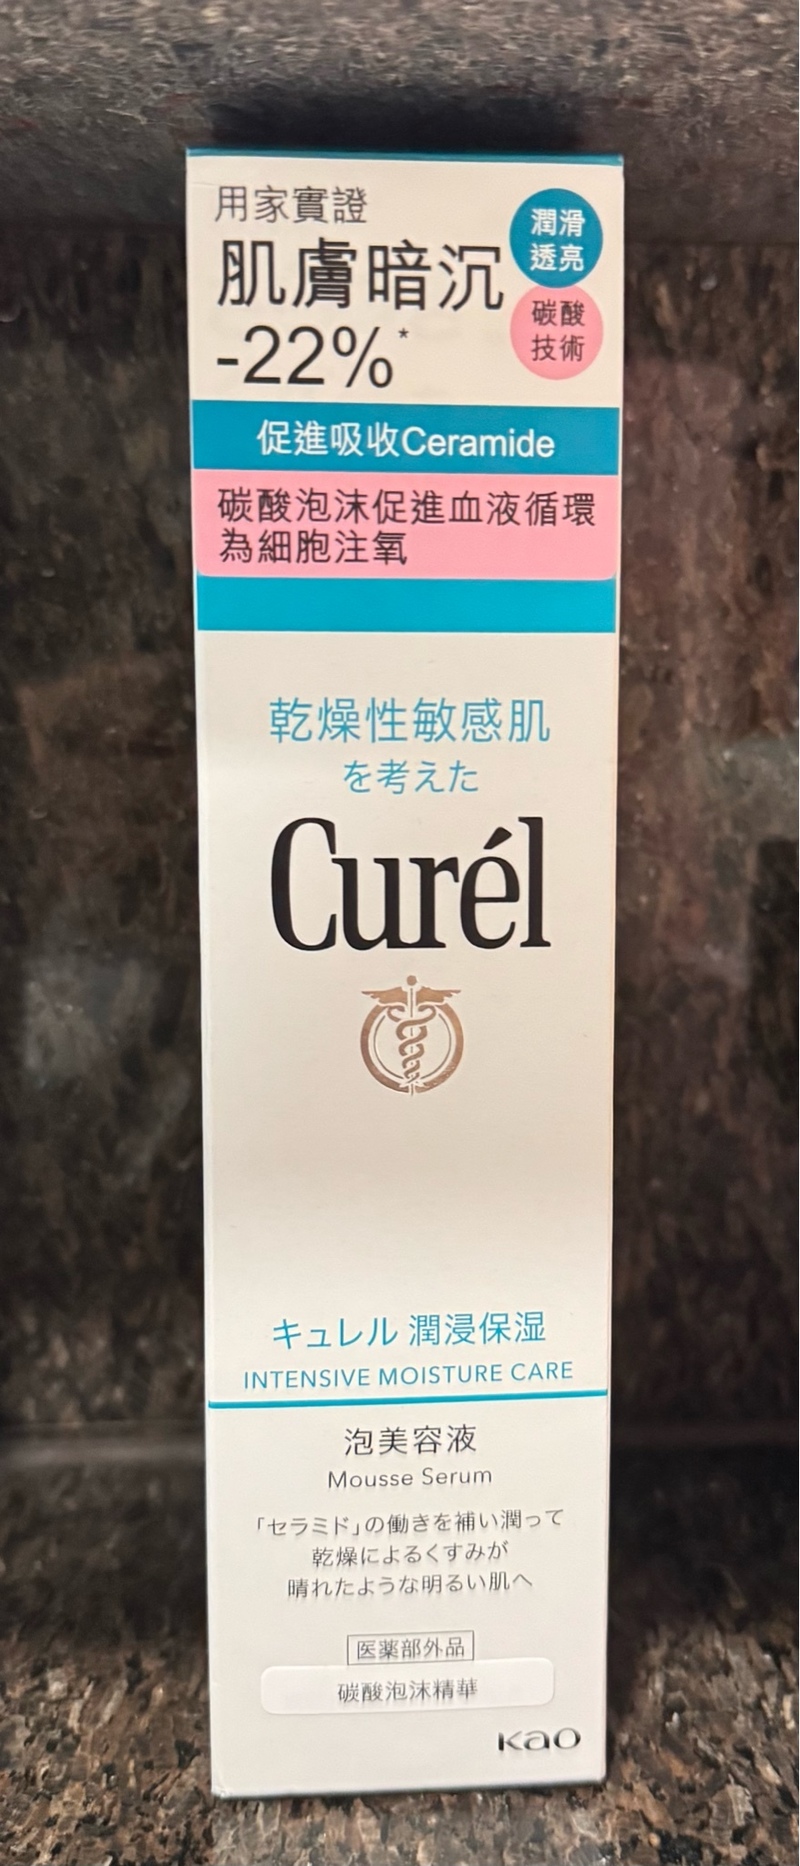 用家實證
肌膚暗沉
-22%*
潤滑
透亮
碳酸
技術
促進吸收Ceramide
碳酸泡沫促進血液循環
為細胞注氧
乾燥性敏感肌
を考えた
Curél
キュレル 潤浸保湿
INTENSIVE MOISTURE CARE
泡美容液
Mousse Serum
「セラミド」の働きを補い潤って
乾燥によるくすみが
晴れたような明るい肌へ
医薬部外品
碳酸泡沫精華
Kao